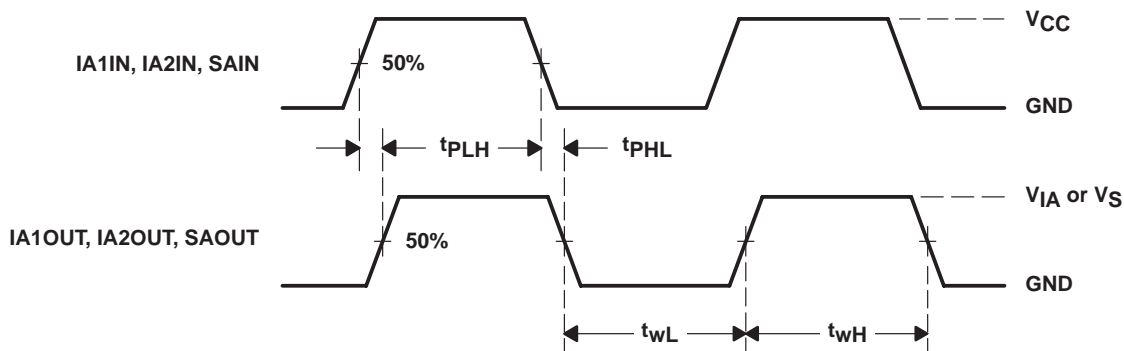 VCC
IA1IN, IA2IN, SAIN
50%
GND
tPLH
tPHL
VIA or VS
IA1OUT, IA2OUT, SAOUT
50%
GND
twL
twH